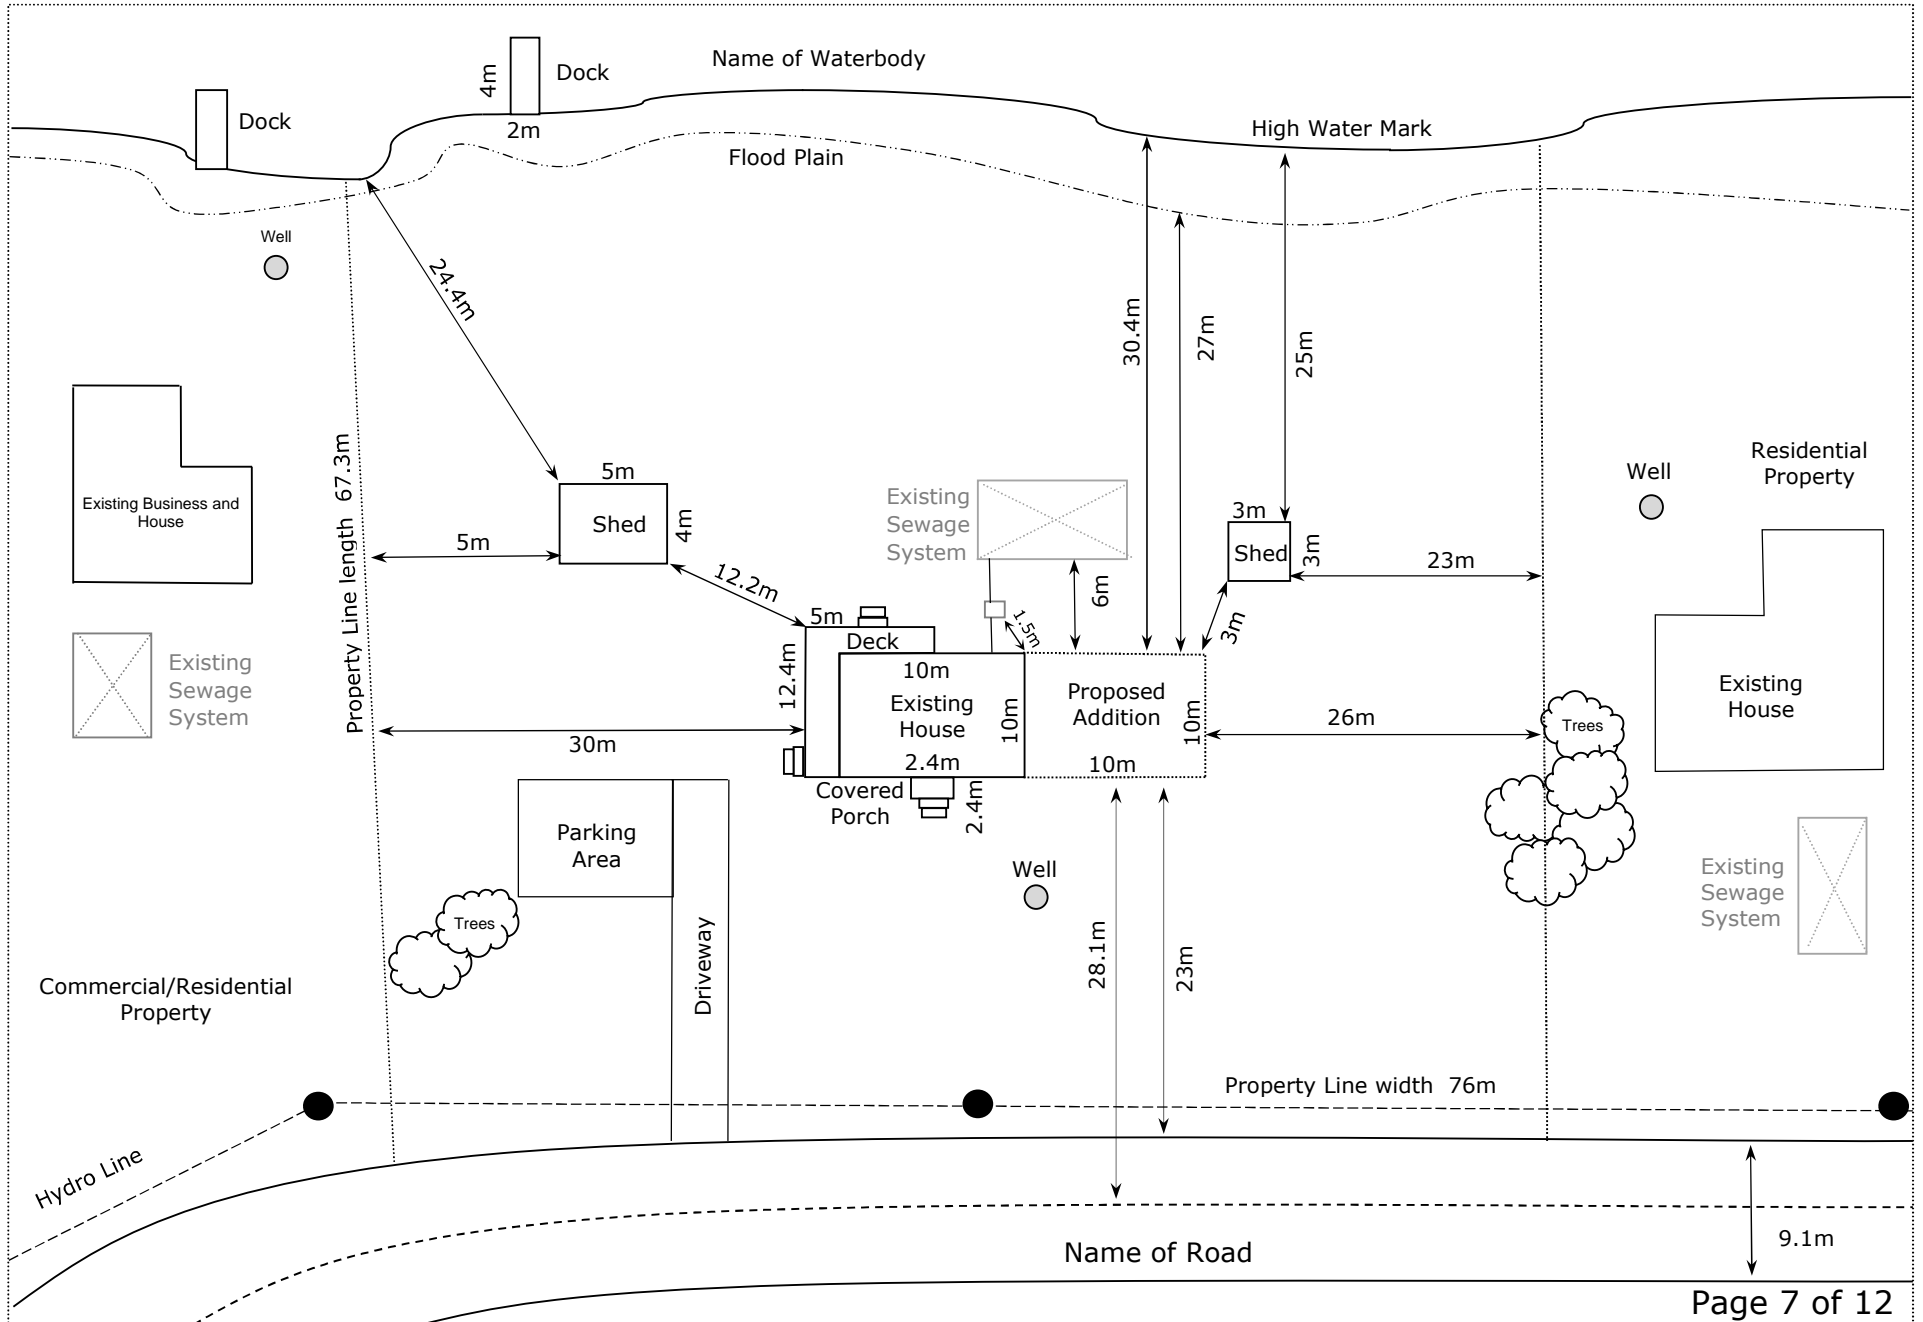 Name of Waterbody
Dock
4m
Dock
2m
High Water Mark
Flood Plain
Well
24.4m
30.4m
27m
25m
Property Line length 67.3m
Existing Business and
House
5m
Shed
4m
5m
12.2m
Existing
Sewage
System
6m
1.5m
3m
Shed
3m
23m
3m
Well
Residential
Property
Existing
Sewage
System
5m
Deck
12.4m
10m
Existing
House
10m
2.4m
Proposed
Addition
10m
10m
30m
26m
Trees
Existing
House
Covered
Porch
2.4m
Parking
Area
Well
Trees
Driveway
28.1m
23m
Existing
Sewage
System
Commercial/Residential
Property
Property Line width 76m
Hydro Line
Name of Road
9.1m
Page 7 of 12